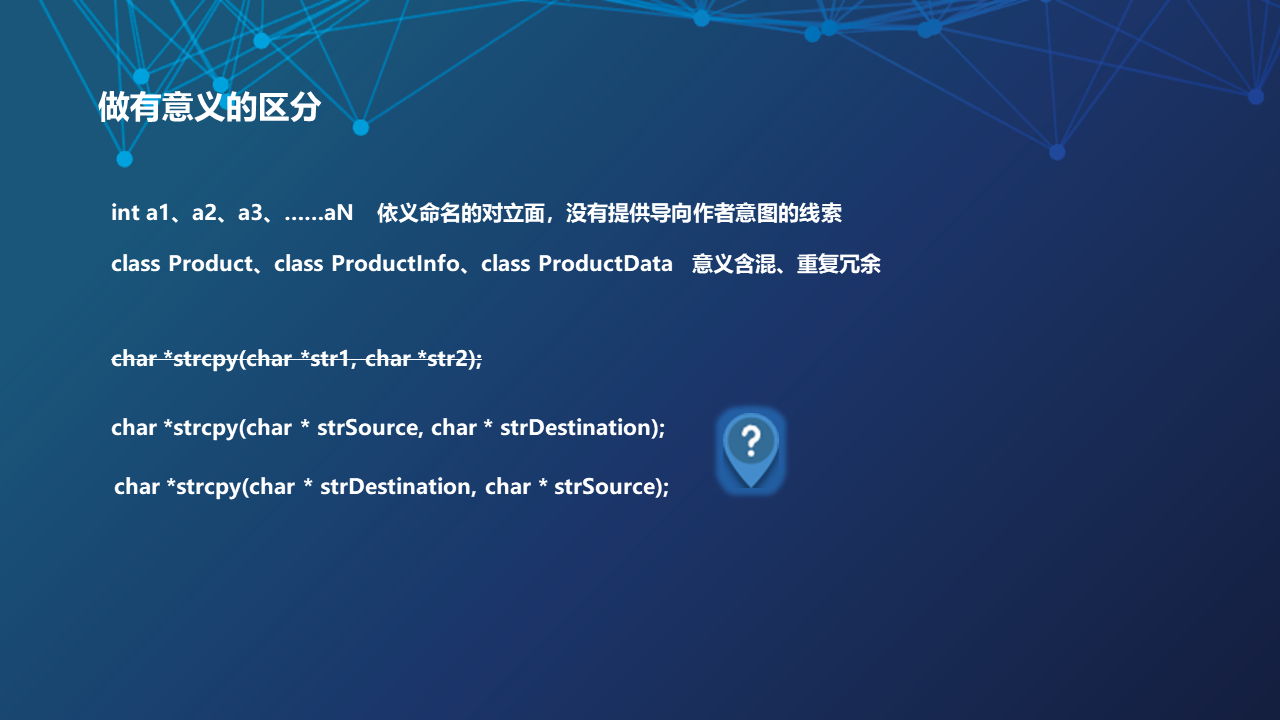 做有意义的区分
int a1、a2、a3、……aN 依义命名的对立面，没有提供导向作者意图的线索
class Product、class ProductInfo、class ProductData 意义含混、重复冗余
char *strcpy(char *str1, char *str2);
char *strcpy(char * strSource, char * strDestination);
?
char *strcpy(char * strDestination, char * strSource);